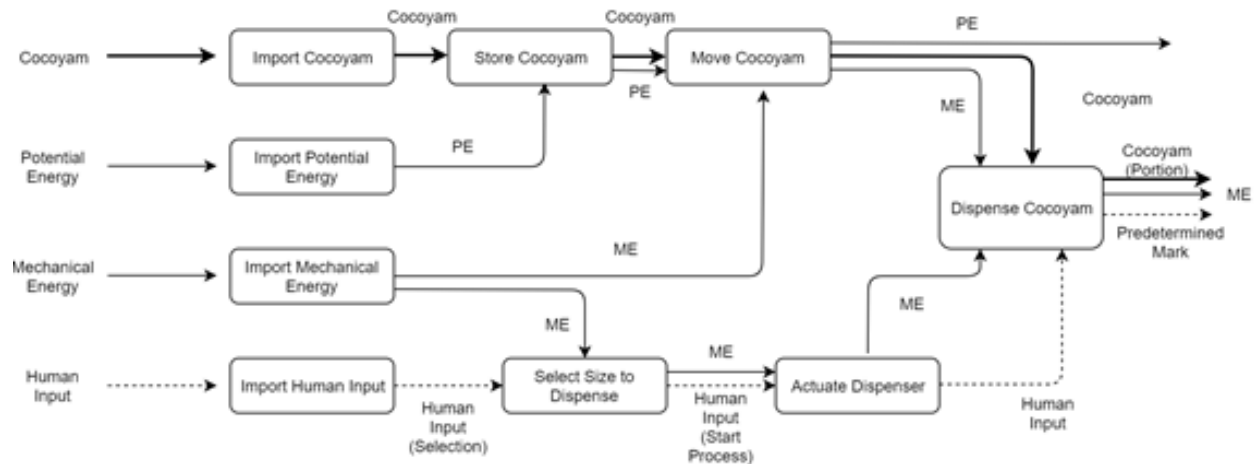 Cocoyam
Cocoyam
PE
Cocoyam
Import Cocoyam
Store Cocoyam
Move Cocoyam
PE
ME
Cocoyam
Potential
Energy
Import Potential
Energy
PE
Cocoyam
(Portion)
Dispense Cocoyam
ME
Predetermined
Mark
Mechanical
Energy
Import Mechanical
Energy
ME
ME
ME
ME
Human
Input
Import Human Input
Select Size to
Dispense
Actuate Dispenser
Human
Input
(Selection)
Human
Input
(Start
Process)
Human
Input